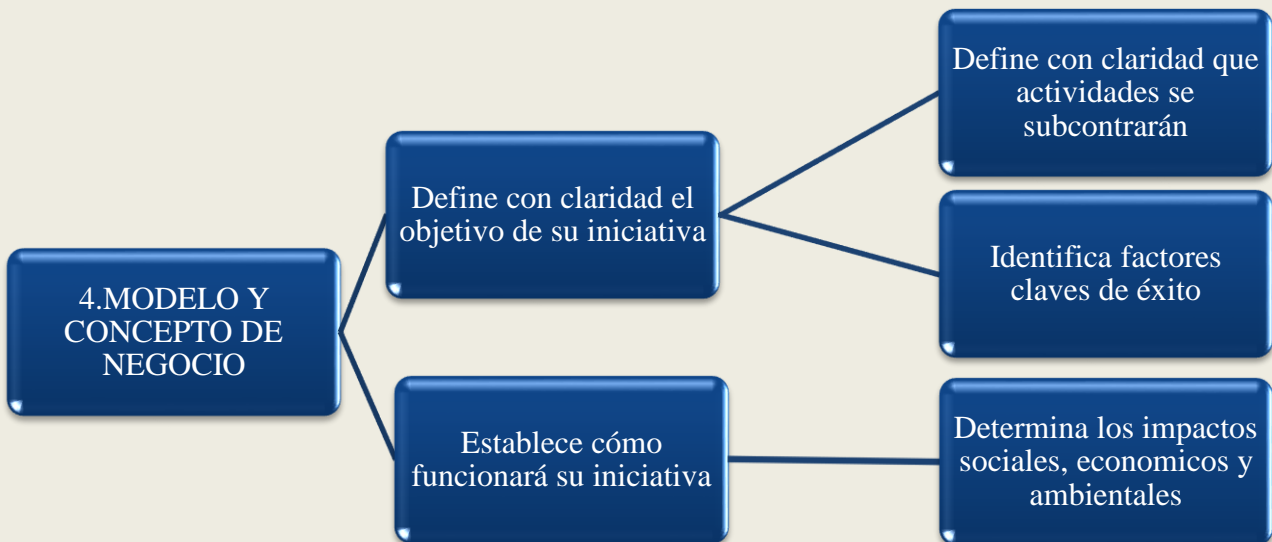 4.MODELO Y
CONCEPTO DE
NEGOCIO
Define con claridad el
objetivo de su iniciativa
Define con claridad que
actividades se
subcontrarán
Identifica factores
claves de éxito
Establece cómo
funcionará su iniciativa
Determina los impactos
sociales, economicos y
ambientales